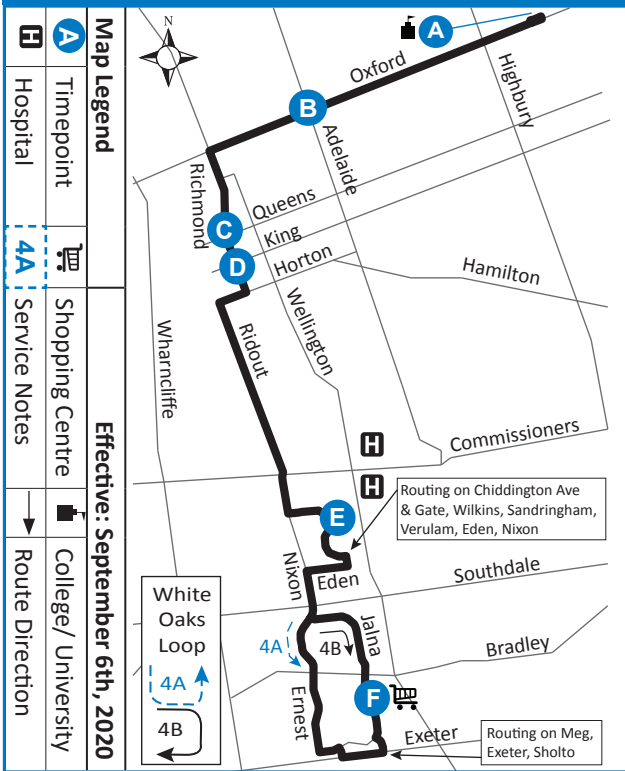 N
A
Oxford
Highbury
B
Adelaide
Richmond
C
Queens
King
D
Horton
Hamilton
Wellington
Ridout
Wharncliffe
H
Commissioners
H
E
Routing on Chiddington Ave
& Gate, Wilkins, Sandringham,
Verulam, Eden, Nixon
Nixon
Eden
Southdale
Jalna
Bradley
4A
4B
Ernest
F
Exeter
Routing on Meg,
Exeter, Sholto
White
Oaks
Loop
4A
4B
Map Legend
Effective: September 6th, 2020
A
Timepoint
Shopping Centre
College/ University
H
Hospital
4A
Service Notes
Route Direction